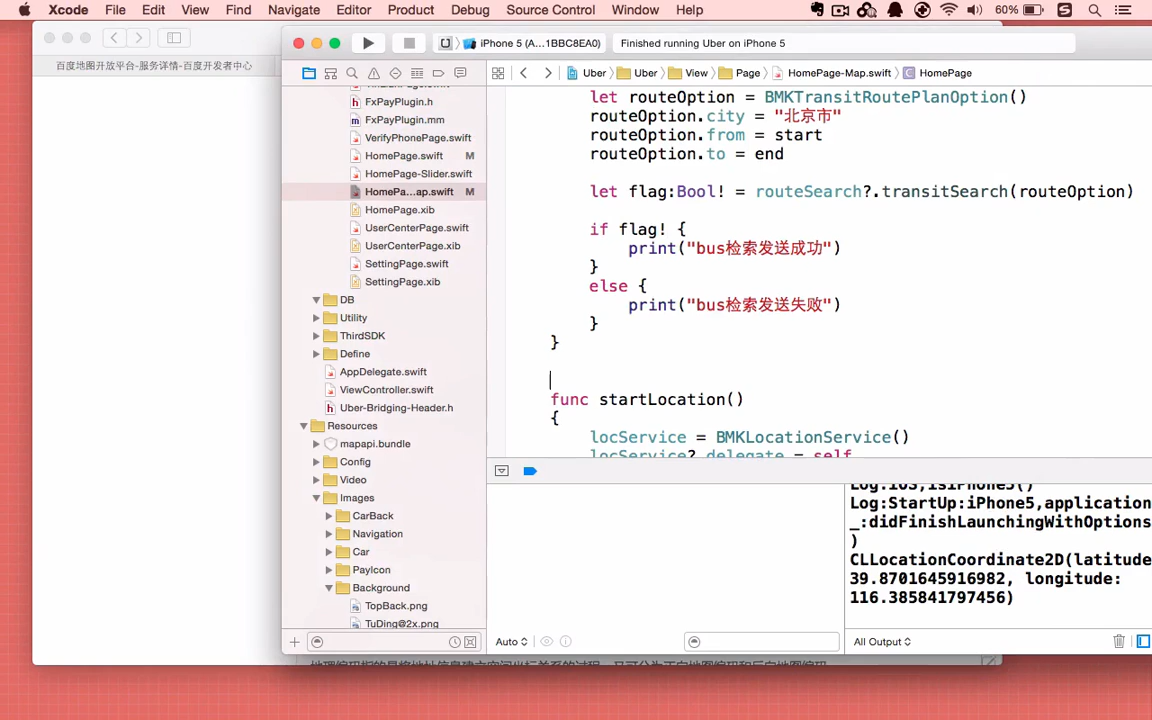 Xcode File Edit View Find Navigate Editor Product Debug Source Control Window Help 60%
iPhone 5 (A...1BBC8EA0) Finished running Uber on iPhone 5
百度地图开放平台-服务详情-百度开发者中心
Uber Uber View Page HomePage-Map.swift HomePage
FxPayPlugin.h
FxPayPlugin.mm
VerifyPhonePage.swift
HomePage.swift M
HomePage-Slider.swift
HomePa...ap.swift M
HomePage.xib
UserCenterPage.swift
UserCenterPage.xib
SettingPage.swift
SettingPage.xib
DB
Utility
ThirdSDK
Define
AppDelegate.swift
ViewController.swift
Uber-Bridging-Header.h
Resources
mapapi.bundle
Config
Video
Images
CarBack
Navigation
Car
PayIcon
Background
TopBack.png
TuDing@2x.png
let routeOption = BMKTransitRoutePlanOption()
routeOption.city = "北京市"
routeOption.from = start
routeOption.to = end
let flag:Bool! = routeSearch?.transitSearch(routeOption)
if flag! {
print("bus检索发送成功")
}
else {
print("bus检索发送失败")
}
}
func startLocation()
{
locService = BMKLocationService()
locService?.delegate = self
Log:iOS,isiPhone5()
Log:StartUp:iPhone5,application
_:didFinishLaunchingWithOptions
)
CLLocationCoordinate2D(latitude
39.8701645916982, longitude:
116.385841797456)
Auto
All Output